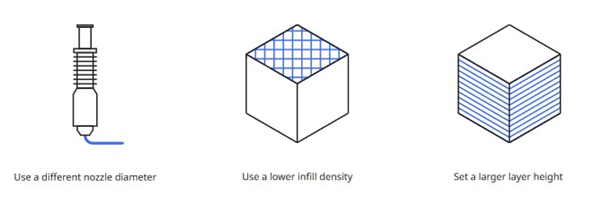 Use a different nozzle diameter
Use a lower infill density
Set a larger layer height